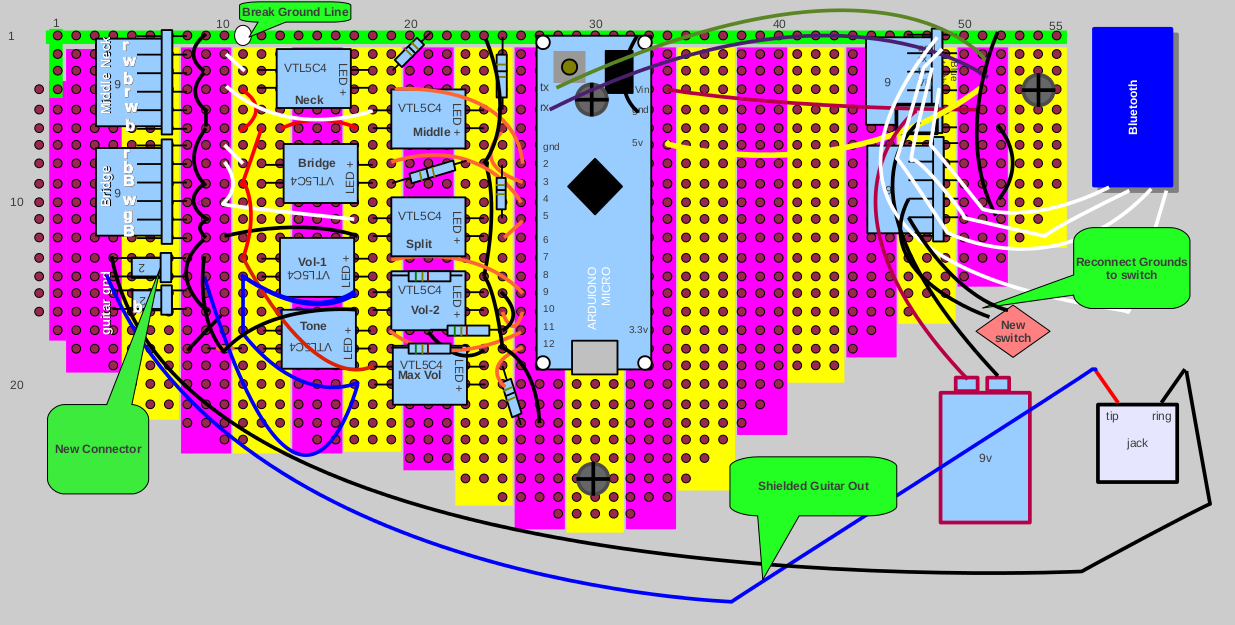 Break Ground Line
1
10
20
30
40
50
55
1
10
20
Middle Neck
r
w
b
r
w
b
9
Bridge
r
b
B
w
g
B
9
2
2
guitar gnd
VTL5C4
LED +
Neck
Bridge
VTL5C4
LED +
Vol-1
VTL5C4
LED +
Tone
VTL5C4
LED +
VTL5C4
Middle
LED +
VTL5C4
Split
LED +
VTL5C4
Vol-2
LED +
VTL5C4
Max Vol
LED +
tx
rx
gnd
2
3
4
5
6
7
8
9
10
11
12
Vin
gnd
5v
3.3v
ARDUIONO
MICRO
9
9
Bluetooth
Reconnect Grounds
to switch
New
switch
New Connector
Shielded Guitar Out
9v
tip
ring
jack